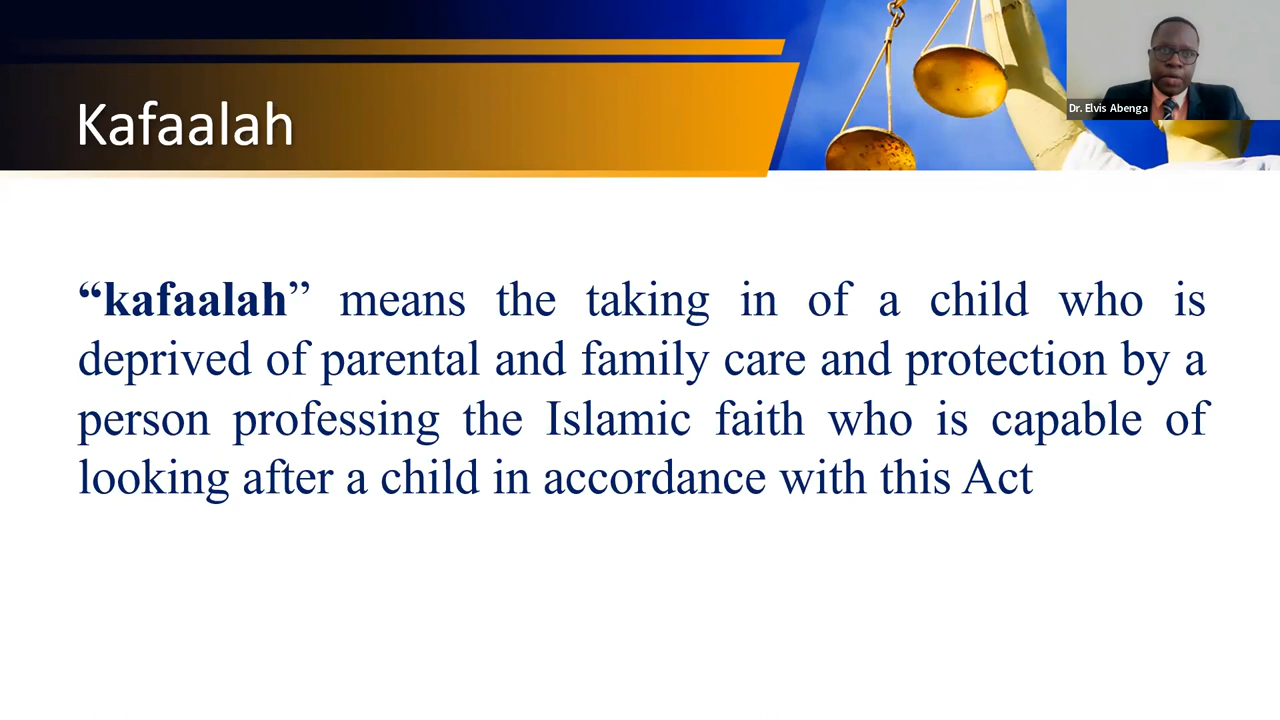 Kafaalah
Dr. Elvis Abenga
“kafaalah” means the taking in of a child who is
deprived of parental and family care and protection by a
person professing the Islamic faith who is capable of
looking after a child in accordance with this Act